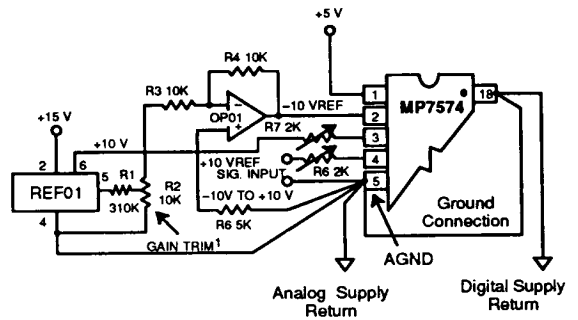 +5 V
R4 10K
R3 10K
OP01
−
+
−10 VREF
+15 V
+10 V
R7 2K
+10 VREF
SIG. INPUT
R6 2K
−10V TO +10 V
R6 5K
2
6
5
4
REF01
R1
310K
R2
10K
GAIN TRIM1
1
2
3
4
5
18
MP7574
Ground
Connection
AGND
Analog Supply
Return
Digital Supply
Return